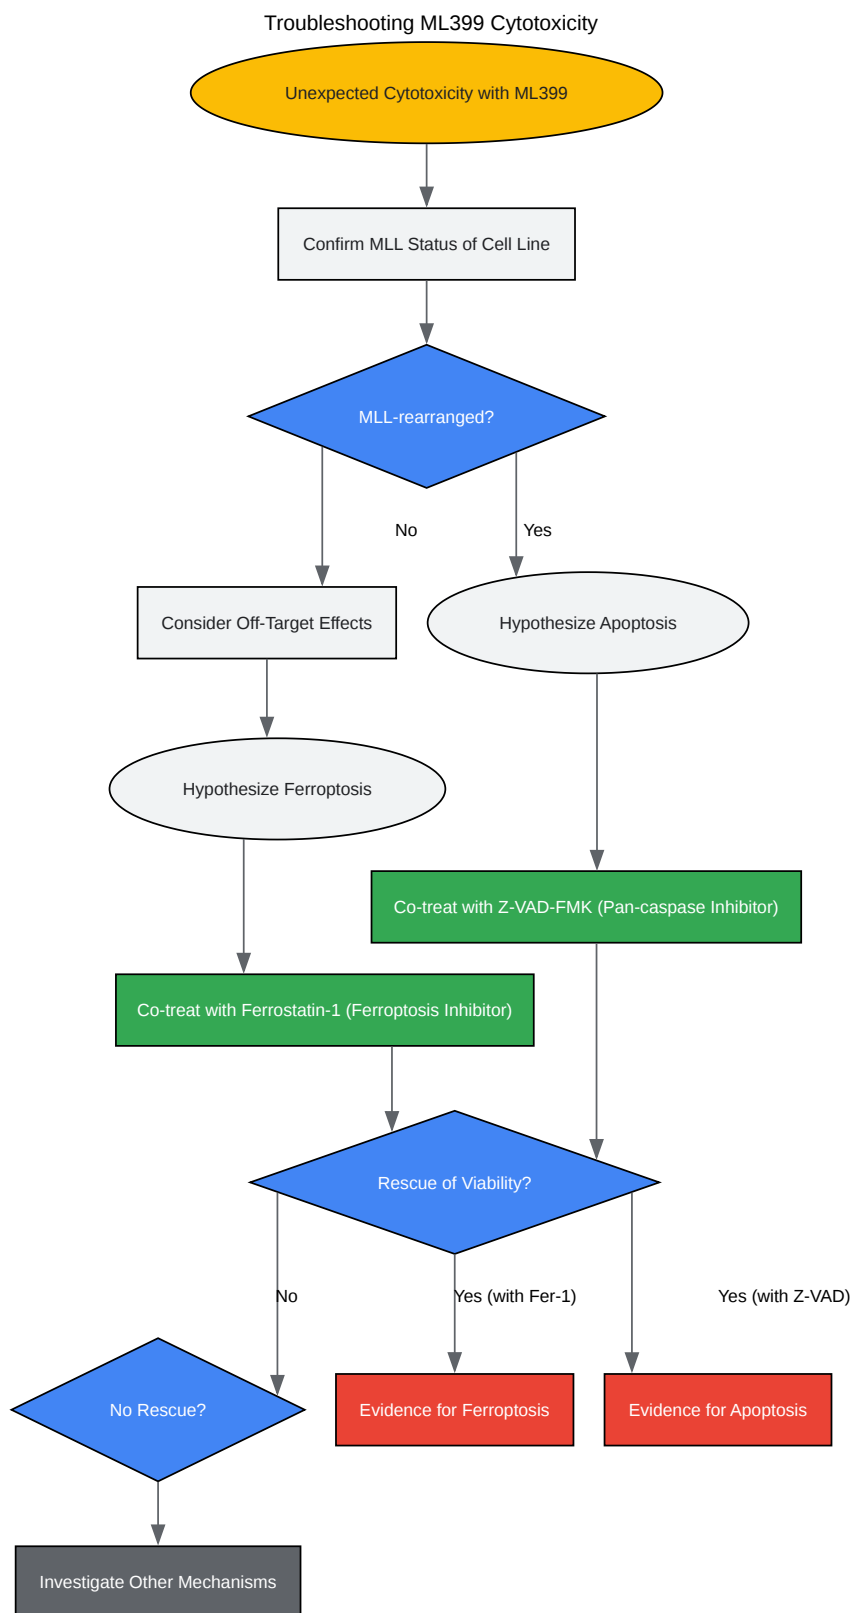 Troubleshooting ML399 Cytotoxicity
Unexpected Cytotoxicity with ML399
Confirm MLL Status of Cell Line
MLL-rearranged?
No
Yes
Consider Off-Target Effects
Hypothesize Apoptosis
Hypothesize Ferroptosis
Co-treat with Z-VAD-FMK (Pan-caspase Inhibitor)
Co-treat with Ferrostatin-1 (Ferroptosis Inhibitor)
Rescue of Viability?
No
Yes (with Fer-1)
Yes (with Z-VAD)
No Rescue?
Evidence for Ferroptosis
Evidence for Apoptosis
Investigate Other Mechanisms